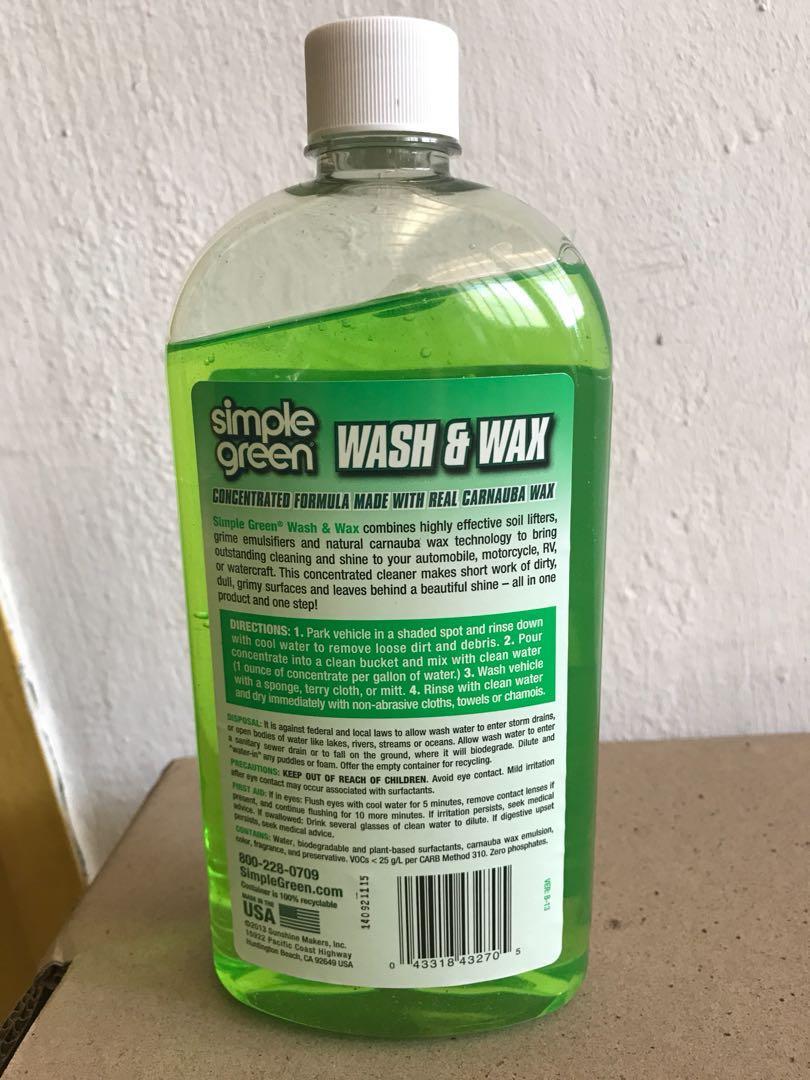 simple
green®
WASH & WAX
CONCENTRATED FORMULA MADE WITH REAL CARNAUBA WAX
Simple Green® Wash & Wax combines highly effective soil lifters,
grime emulsifiers and natural carnauba wax technology to bring
outstanding cleaning and shine to your automobile, motorcycle, RV,
or watercraft. This concentrated cleaner makes short work of dirty,
dull, grimy surfaces and leaves behind a beautiful shine – all in one
product and one step!
DIRECTIONS: 1. Park vehicle in a shaded spot and rinse down
with cool water to remove loose dirt and debris. 2. Pour
concentrate into a clean bucket and mix with clean water
(1 ounce of concentrate per gallon of water.) 3. Wash vehicle
with a sponge, terry cloth, or mitt. 4. Rinse with clean water
and dry immediately with non-abrasive cloths, towels or chamois.
DISPOSAL: It is against federal and local laws to allow wash water to enter storm drains,
or open bodies of water like lakes, rivers, streams or oceans. Allow wash water to enter
a sanitary sewer drain or to fall on the ground, where it will biodegrade. Dilute and
"water-in" any puddles or foam. Offer the empty container for recycling.
PRECAUTIONS: KEEP OUT OF REACH OF CHILDREN. Avoid eye contact. Mild irritation
after eye contact may occur associated with surfactants.
FIRST AID: If in eyes: Flush eyes with cool water for 5 minutes, remove contact lenses if
present, and continue flushing for 10 more minutes. If irritation persists, seek medical
advice. If swallowed: Drink several glasses of clean water to dilute. If digestive upset
persists, seek medical advice.
CONTAINS: Water, biodegradable and plant-based surfactants, carnauba wax emulsion,
color, fragrance, and preservative. VOCs < 25 g/L per CARB Method 310. Zero phosphates.
800-228-0709
SimpleGreen.com
Container is 100% recyclable
MADE IN THE
USA
©2013 Sunshine Makers, Inc.
15922 Pacific Coast Highway
Huntington Beach, CA 92649 USA
140921115
0 43318 43270 5
VER: 8-13